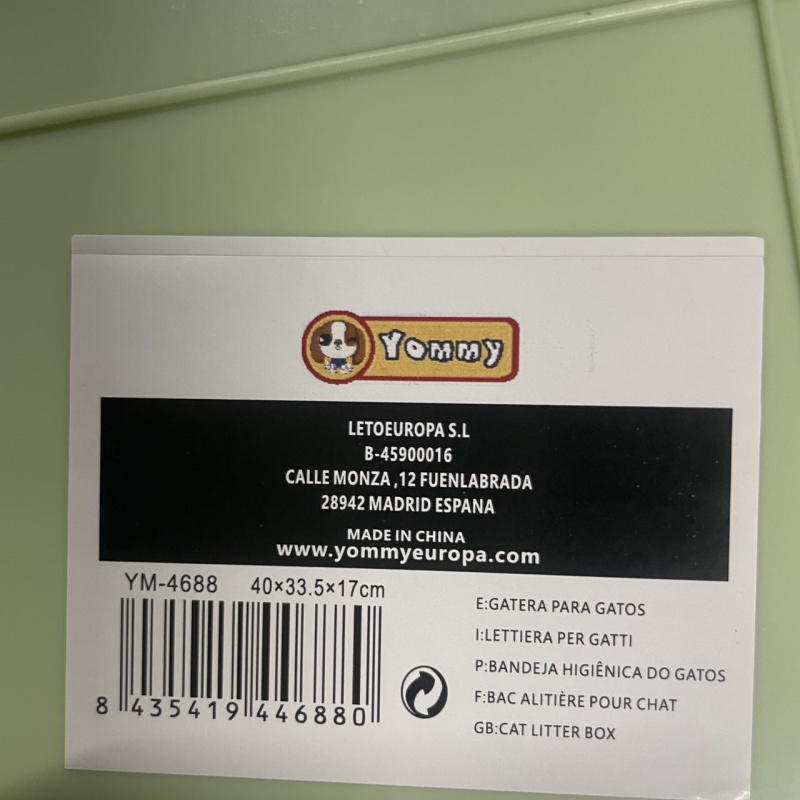 Yommy
LETOEUROPA S.L
B-45900016
CALLE MONZA ,12 FUENLABRADA
28942 MADRID ESPANA
MADE IN CHINA
www.yommyeuropa.com
YM-4688 40×33.5×17cm
8 435419 446880
E:GATERA PARA GATOS
I:LETTIERA PER GATTI
P:BANDEJA HIGIÊNICA DO GATOS
F:BAC ALITIÈRE POUR CHAT
GB:CAT LITTER BOX